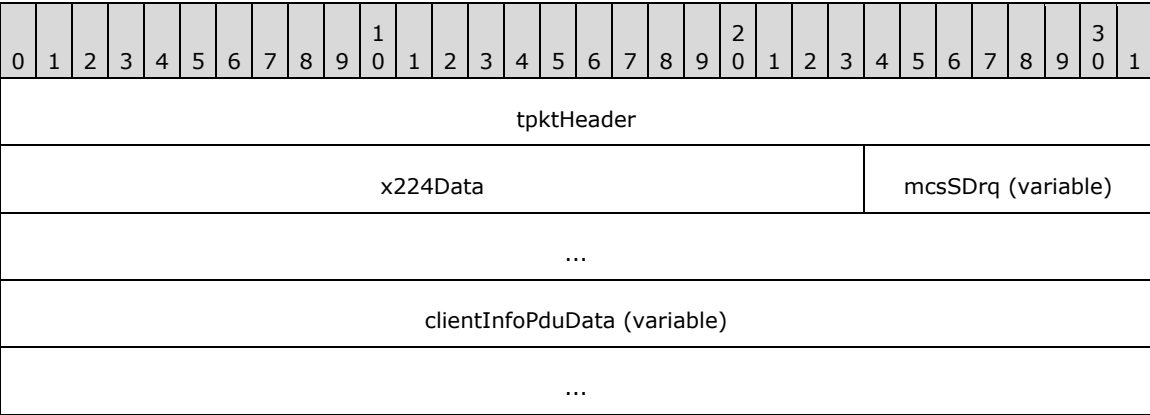 1 2 3
0 1 2 3 4 5 6 7 8 9 0 1 2 3 4 5 6 7 8 9 0 1 2 3 4 5 6 7 8 9 0 1
tpktHeader
x224Data mcsSDrq (variable)
...
clientInfoPduData (variable)
...